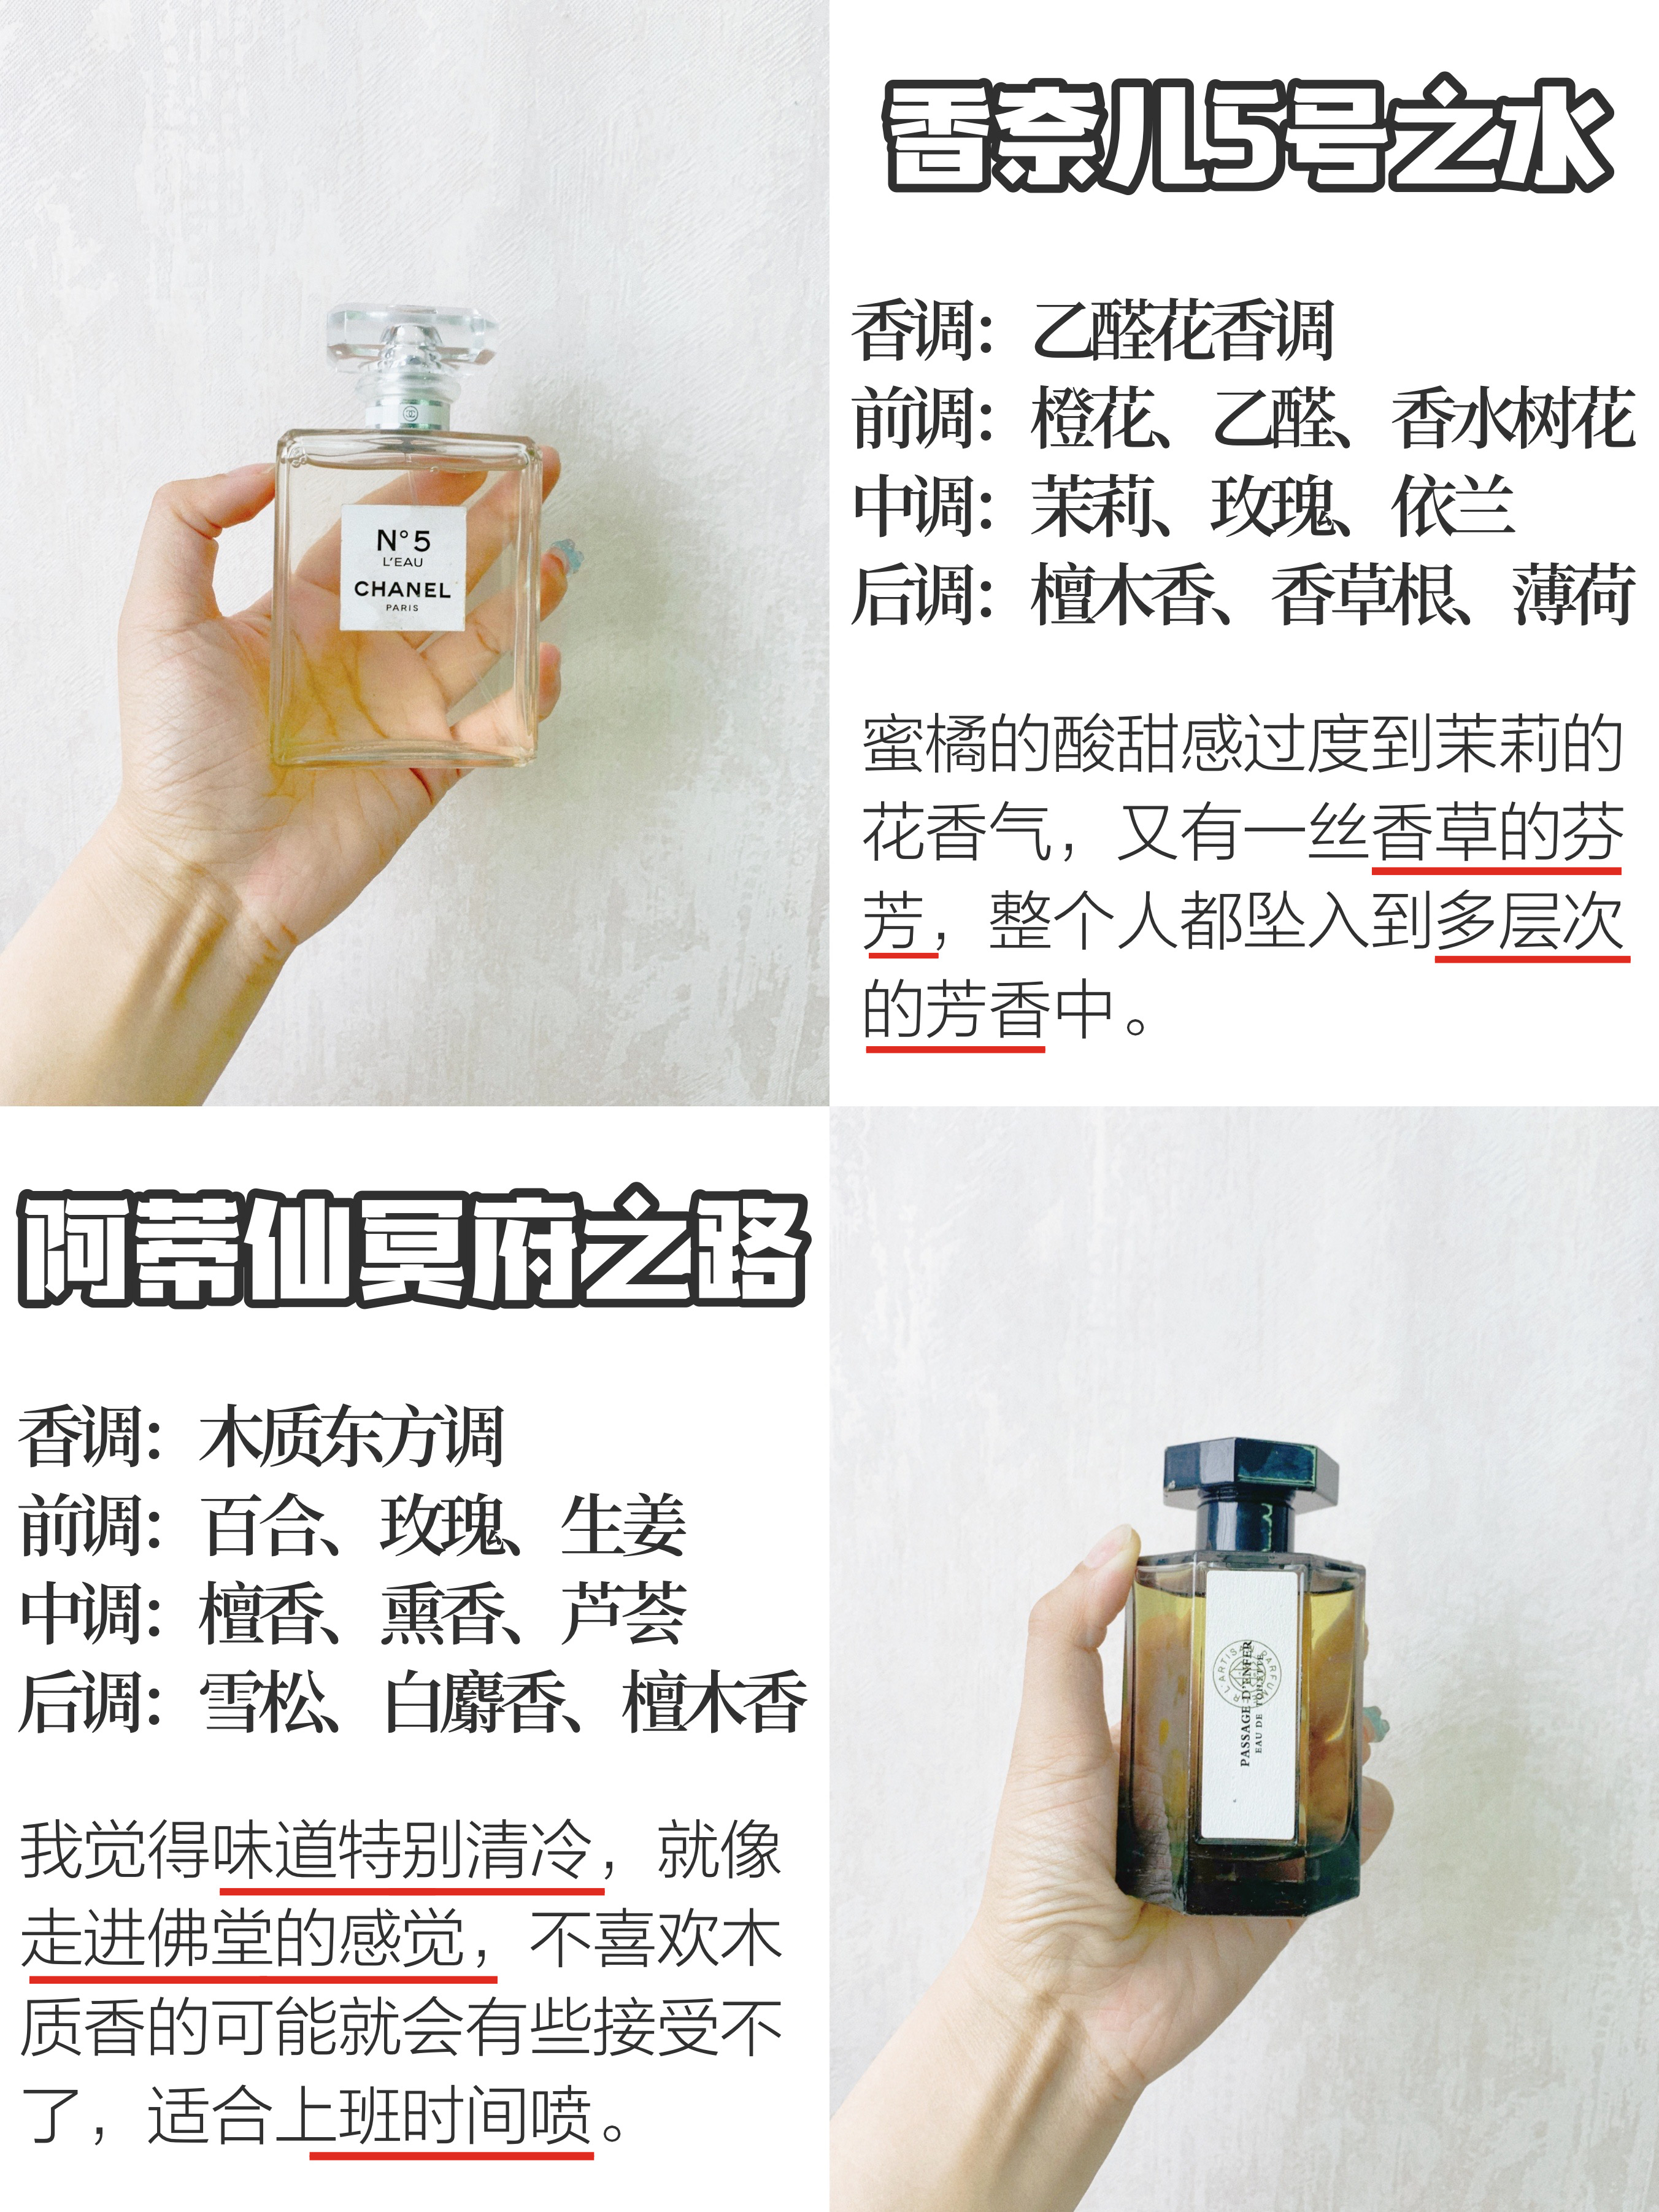 N°5
L'EAU
CHANEL
PARIS
香奈儿5号之水
香调：乙醛花香调
前调：橙花、乙醛、香水树花
中调：茉莉、玫瑰、依兰
后调：檀木香、香草根、薄荷
蜜橘的酸甜感过度到茉莉的
花香气，又有一丝香草的芬
芳，整个人都坠入到多层次
的芳香中。
阿蒂仙冥府之路
香调：木质东方调
前调：百合、玫瑰、生姜
中调：檀香、熏香、芦荟
后调：雪松、白麝香、檀木香
我觉得味道特别清冷，就像
走进佛堂的感觉，不喜欢木
质香的可能就会有些接受不
了，适合上班时间喷。
L'ARTISAN PARFUMEUR
PASSAGE D'ENFER
EAU DE TOILETTE